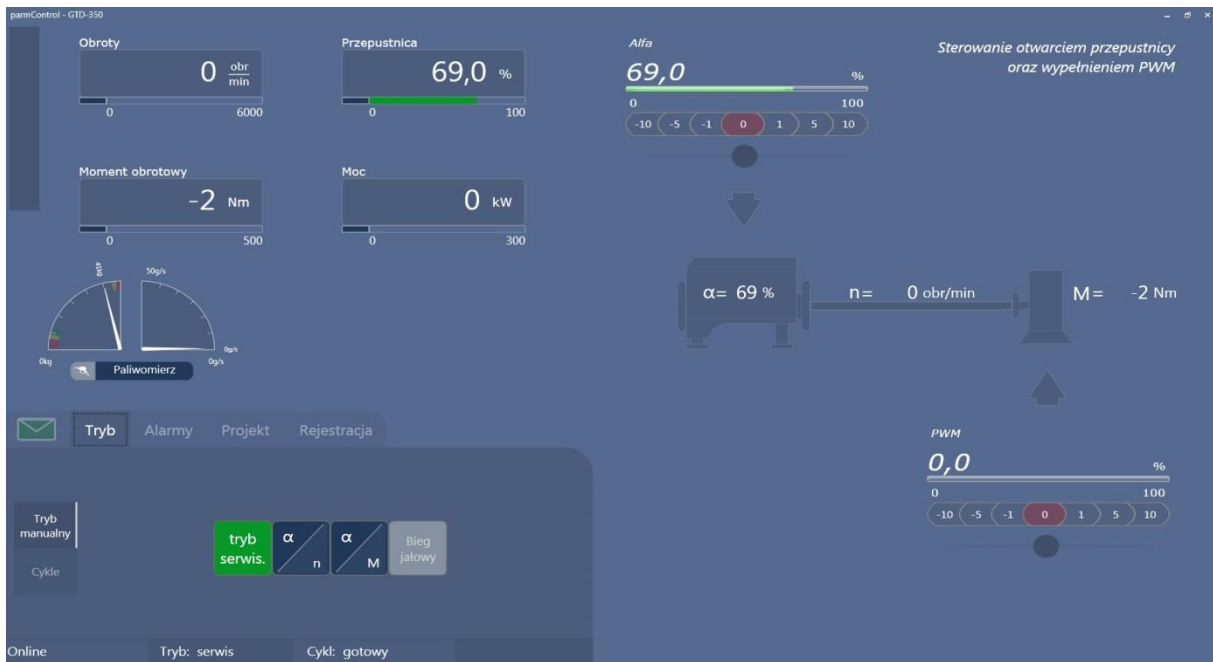 parmControl - GTD-350
Obroty
0 obr
min
0 6000
Przepustnica
69,0 %
0 100
Moment obrotowy
-2 Nm
0 500
Moc
0 kW
0 300
50g/s
0kg
0g/s
0g/s
Paliwomierz
Alfa
69,0 %
0 100
-10 -5 -1 0 1 5 10
Sterowanie otwarciem przepustnicy
oraz wypełnieniem PWM
α= 69 %
n= 0 obr/min
M= -2 Nm
PWM
0,0 %
0 100
-10 -5 -1 0 1 5 10
Tryb Alarmy Projekt Rejestracja
Tryb
manualny
Cykle
tryb
serwis.
α
n
α
M
Bieg
jałowy
Online Tryb: serwis Cykl: gotowy